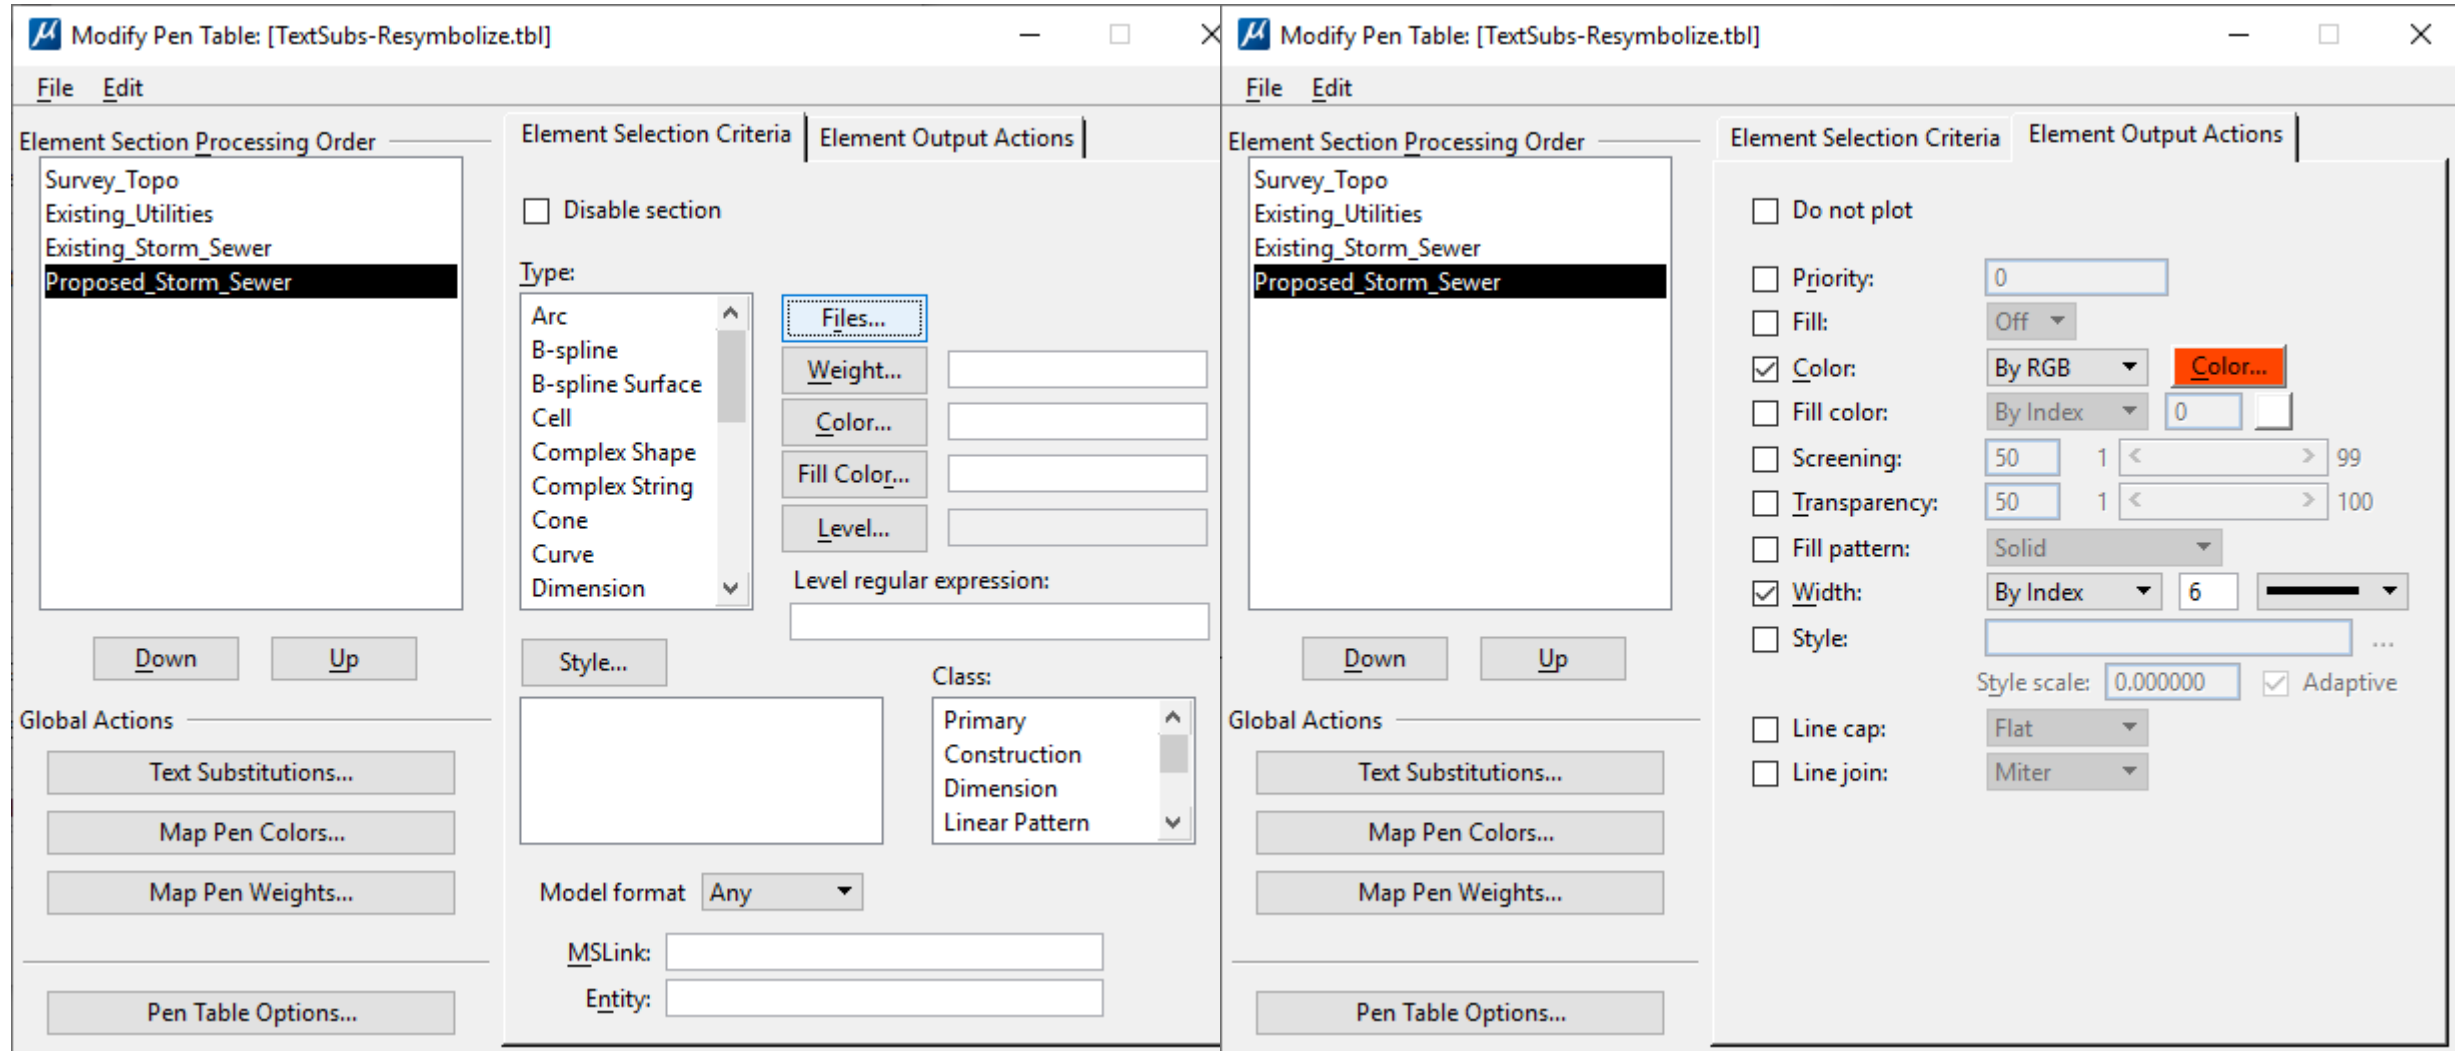 Modify Pen Table: [TextSubs-Resymbolize.tbl]
File Edit
Element Section Processing Order
Survey_Topo
Existing_Utilities
Existing_Storm_Sewer
Proposed_Storm_Sewer
Down Up
Global Actions
Text Substitutions...
Map Pen Colors...
Map Pen Weights...
Pen Table Options...
Element Selection Criteria Element Output Actions
Disable section
Type:
Arc
B-spline
B-spline Surface
Cell
Complex Shape
Complex String
Cone
Curve
Dimension
Files...
Weight...
Color...
Fill Color...
Level...
Level regular expression:
Style...
Class:
Primary
Construction
Dimension
Linear Pattern
Model format Any
MSLink:
Entity:
Modify Pen Table: [TextSubs-Resymbolize.tbl]
File Edit
Element Section Processing Order
Survey_Topo
Existing_Utilities
Existing_Storm_Sewer
Proposed_Storm_Sewer
Down Up
Global Actions
Text Substitutions...
Map Pen Colors...
Map Pen Weights...
Pen Table Options...
Element Selection Criteria Element Output Actions
Do not plot
Priority: 0
Fill: Off
Color: By RGB Color...
Fill color: By Index 0
Screening: 50 1 < > 99
Transparency: 50 1 < > 100
Fill pattern: Solid
Width: By Index 6
Style: ...
Style scale: 0.000000 Adaptive
Line cap: Flat
Line join: Miter